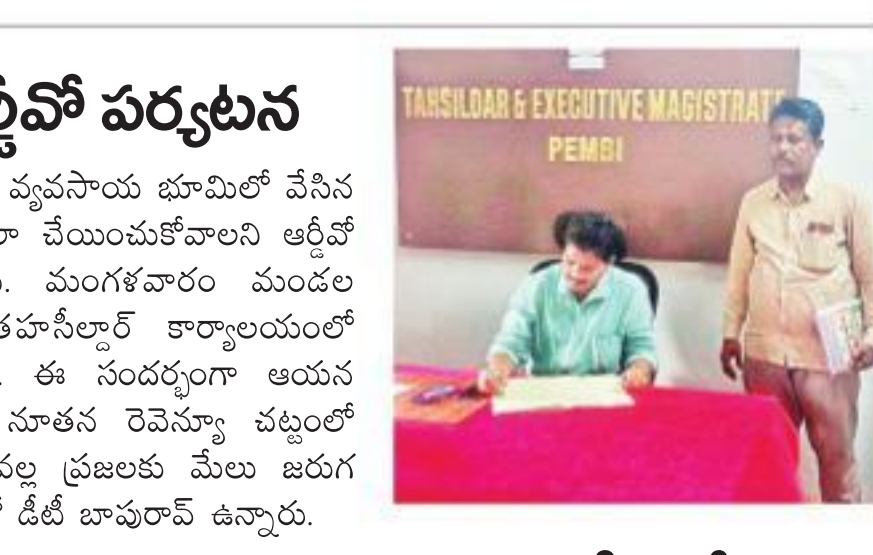 పర్యటన
వ్యవసాయ భూమిలో వేసిన
చేయించుకోవాలని ఆర్డీవో
మంగళవారం మండల
తహసీల్దార్ కార్యాలయంలో
ఈ సందర్భంగా ఆయన
నూతన రెవెన్యూ చట్టంలో
వల్ల ప్రజలకు మేలు జరుగ
డీటీ బాపురావ్ ఉన్నారు.
TAHSILDAR & EXECUTIVE MAGISTRATE
PEMBI